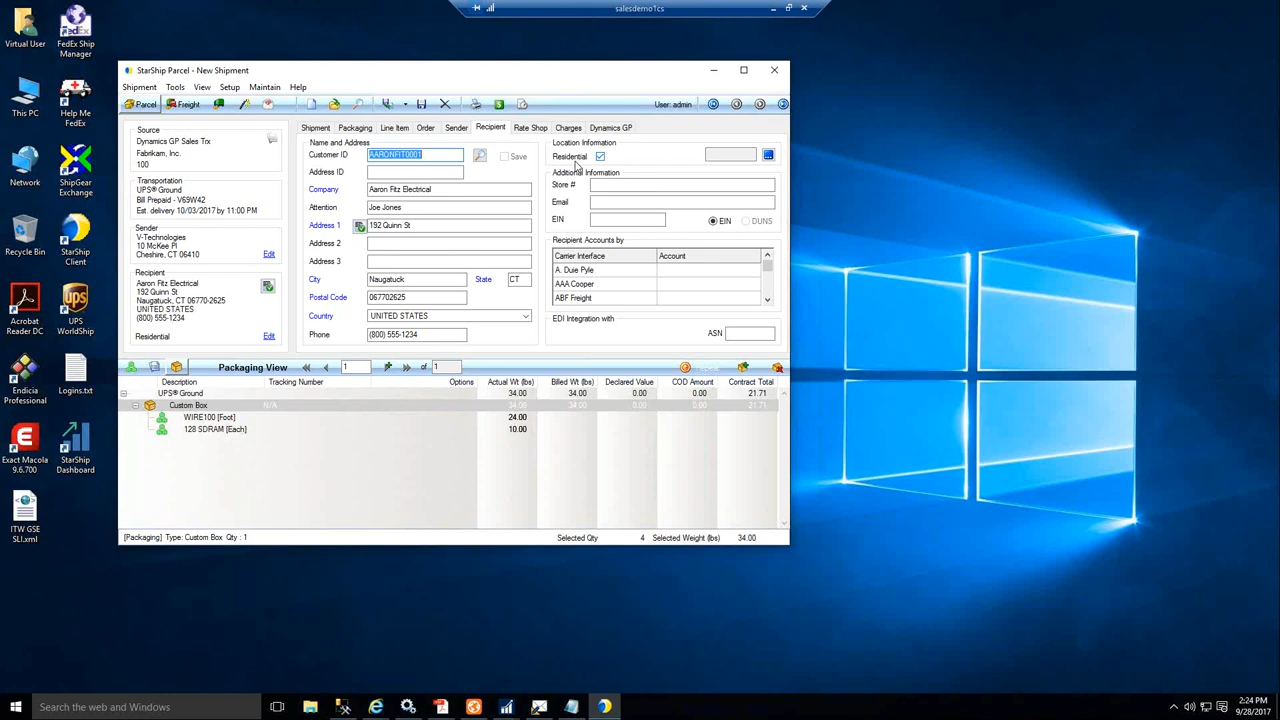 salesdemo1cs
Virtual User
FedEx Ship
Manager
This PC
Help Me
FedEx
SkyVault
ShipGear
Exchange
Recycle Bin
StarShip
Client
Acrobat
Reader DC
UPS
WorldShip
Endicia
Professional
Logins.txt
Exact Macola
9.6.700
StarShip
Dashboard
ITW GSE
SLI.xml
StarShip Parcel - New Shipment
Shipment Tools View Setup Maintain Help
Parcel Freight User: admin
Source
Dynamics GP Sales Trx
Fabrikam, Inc.
100
Transportation
UPS® Ground
Bill Prepaid - V69W42
Est. delivery 10/03/2017 by 11:00 PM
Sender
V-Technologies
10 McKee Pl
Cheshire, CT 06410
Edit
Recipient
Aaron Fitz Electrical
192 Quinn St
Naugatuck, CT 06770-2625
UNITED STATES
(800) 555-1234
Residential
Edit
Shipment Packaging Line Item Order Sender Recipient Rate Shop Charges Dynamics GP
Name and Address
Customer ID AARONFIT0001 Save
Address ID
Company Aaron Fitz Electrical
Attention Joe Jones
Address 1 192 Quinn St
Address 2
Address 3
City Naugatuck State CT
Postal Code 067702625
Country UNITED STATES
Phone (800) 555-1234
Location Information
Residential
Additional Information
Store #
Email
EIN EIN DUNS
Recipient Accounts by
Carrier Interface Account
A. Duie Pyle
AAA Cooper
ABF Freight
EDI Integration with
ASN
Packaging View 1 of 1
Description Tracking Number Options Actual Wt (lbs) Billed Wt (lbs) Declared Value COD Amount Contract Total
UPS® Ground 34.00 34.00 0.00 0.00 21.71
Custom Box N/A 34.00 34.00 0.00 0.00 21.71
WIRE100 [Foot] 24.00
128 SDRAM [Each] 10.00
[Packaging] Type: Custom Box Qty : 1 Selected Qty 4 Selected Weight (lbs) 34.00
Search the web and Windows
2:24 PM
9/28/2017